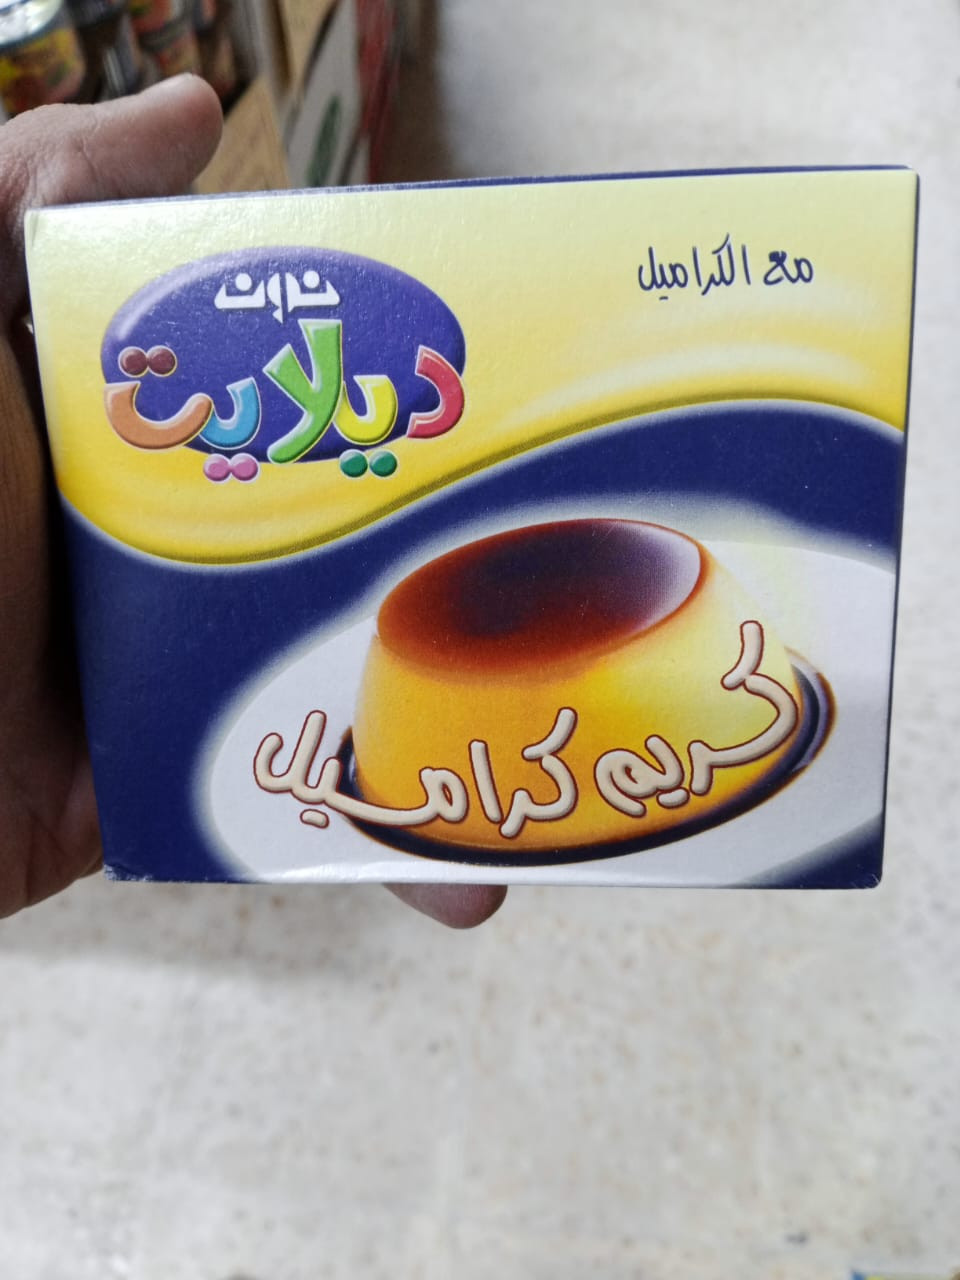 نون
ديلايت
مع الكراميل
كريم كراميل